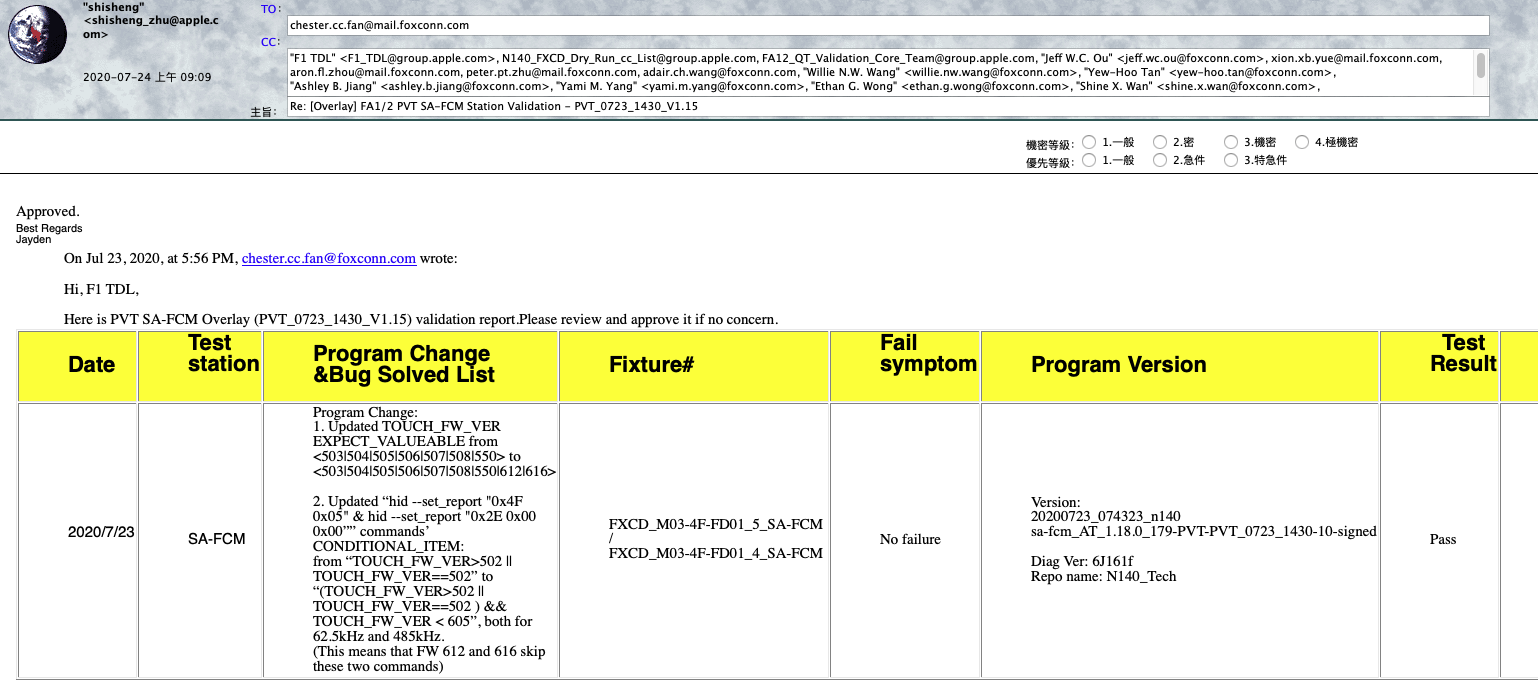 "shisheng"
<shisheng_zhu@apple.c
om>
2020-07-24 上午 09:09
TO:
chester.cc.fan@mail.foxconn.com
CC:
"F1 TDL" <F1_TDL@group.apple.com>, N140_FXCD_Dry_Run_cc_List@group.apple.com, FA12_QT_Validation_Core_Team@group.apple.com, "Jeff W.C. Ou" <jeff.wc.ou@foxconn.com>, xion.xb.yue@mail.foxconn.com,
aron.fl.zhou@mail.foxconn.com, peter.pt.zhu@mail.foxconn.com, adair.ch.wang@foxconn.com, "Willie N.W. Wang" <willie.nw.wang@foxconn.com>, "Yew-Hoo Tan" <yew-hoo.tan@foxconn.com>,
"Ashley B. Jiang" <ashley.b.jiang@foxconn.com>, "Yami M. Yang" <yami.m.yang@foxconn.com>, "Ethan G. Wong" <ethan.g.wong@foxconn.com>, "Shine X. Wan" <shine.x.wan@foxconn.com>,
主旨:
Re: [Overlay] FA1/2 PVT SA-FCM Station Validation - PVT_0723_1430_V1.15
機密等級: 1.一般 2.密 3.機密 4.極機密
優先等級: 1.一般 2.急件 3.特急件
Approved.
Best Regards
Jayden
On Jul 23, 2020, at 5:56 PM, chester.cc.fan@foxconn.com wrote:
Hi, F1 TDL,
Here is PVT SA-FCM Overlay (PVT_0723_1430_V1.15) validation report.Please review and approve it if no concern.
Date
Test
station
Program Change
&Bug Solved List
Fixture#
Fail
symptom
Program Version
Test
Result
2020/7/23
SA-FCM
Program Change:
1. Updated TOUCH_FW_VER
EXPECT_VALUEABLE from
<503|504|505|506|507|508|550> to
<503|504|505|506|507|508|550|612|616>
2. Updated “hid --set_report "0x4F
0x05" & hid --set_report "0x2E 0x00
0x00"” commands’
CONDITIONAL_ITEM:
from “TOUCH_FW_VER>502 ||
TOUCH_FW_VER==502” to
“(TOUCH_FW_VER>502 ||
TOUCH_FW_VER==502 ) &&
TOUCH_FW_VER < 605”, both for
62.5kHz and 485kHz.
(This means that FW 612 and 616 skip
these two commands)
FXCD_M03-4F-FD01_5_SA-FCM
/
FXCD_M03-4F-FD01_4_SA-FCM
No failure
Version:
20200723_074323_n140
sa-fcm_AT_1.18.0_179-PVT-PVT_0723_1430-10-signed
Diag Ver: 6J161f
Repo name: N140_Tech
Pass